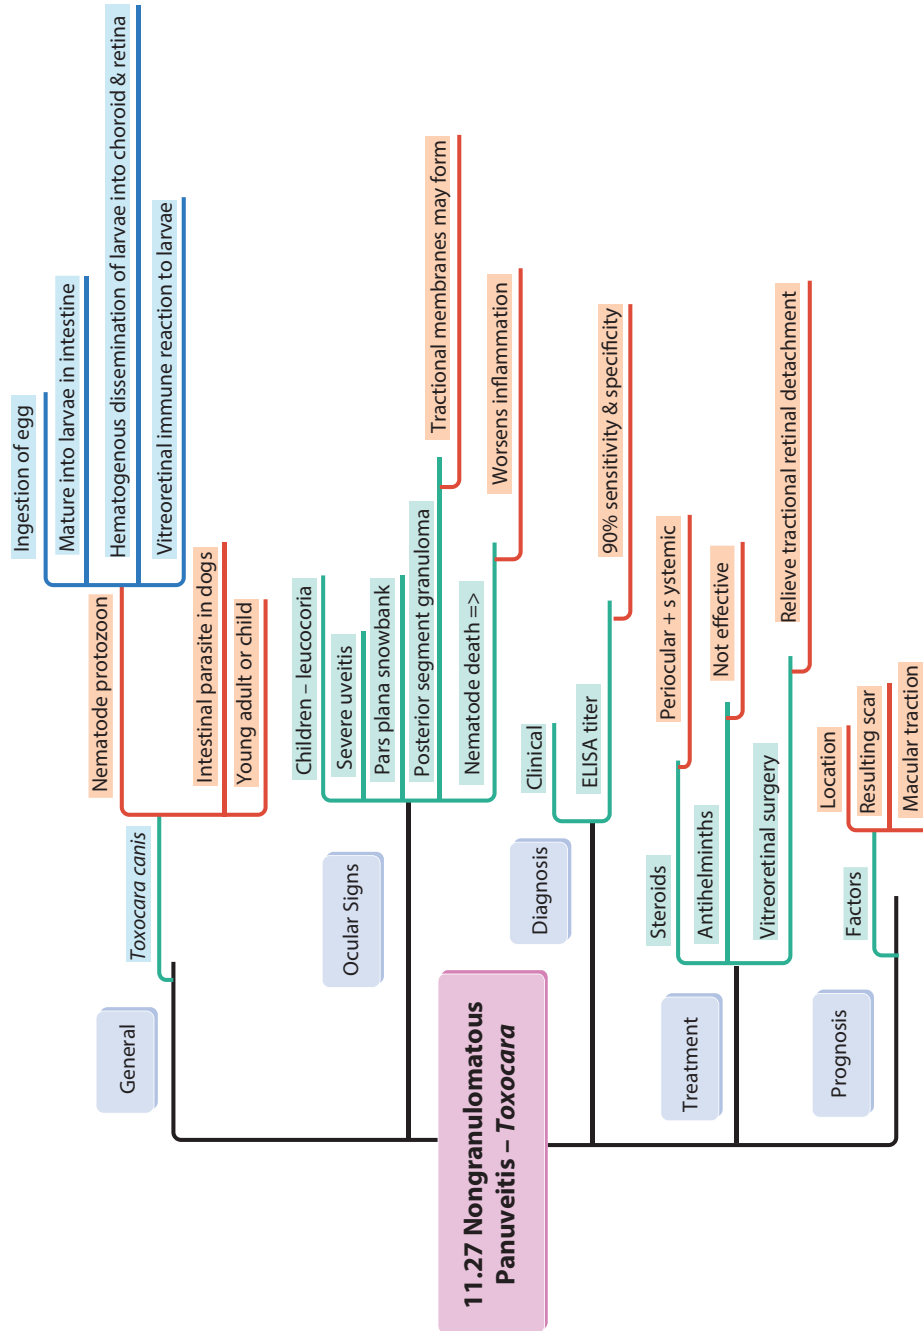 11.27 Nongranulomatous
Panuveitis – Toxocara
General
Toxocara canis
Nematode protozoon
Ingestion of egg
Mature into larvae in intestine
Hematogenous dissemination of larvae into choroid & retina
Vitreoretinal immune reaction to larvae
Intestinal parasite in dogs
Young adult or child
Ocular Signs
Children – leucocoria
Severe uveitis
Pars plana snowbank
Posterior segment granuloma
Tractional membranes may form
Nematode death =>
Worsens inflammation
Diagnosis
Clinical
ELISA titer
90% sensitivity & specificity
Treatment
Steroids
Periocular + s ystemic
Antihelminths
Not effective
Vitreoretinal surgery
Relieve tractional retinal detachment
Prognosis
Factors
Location
Resulting scar
Macular traction